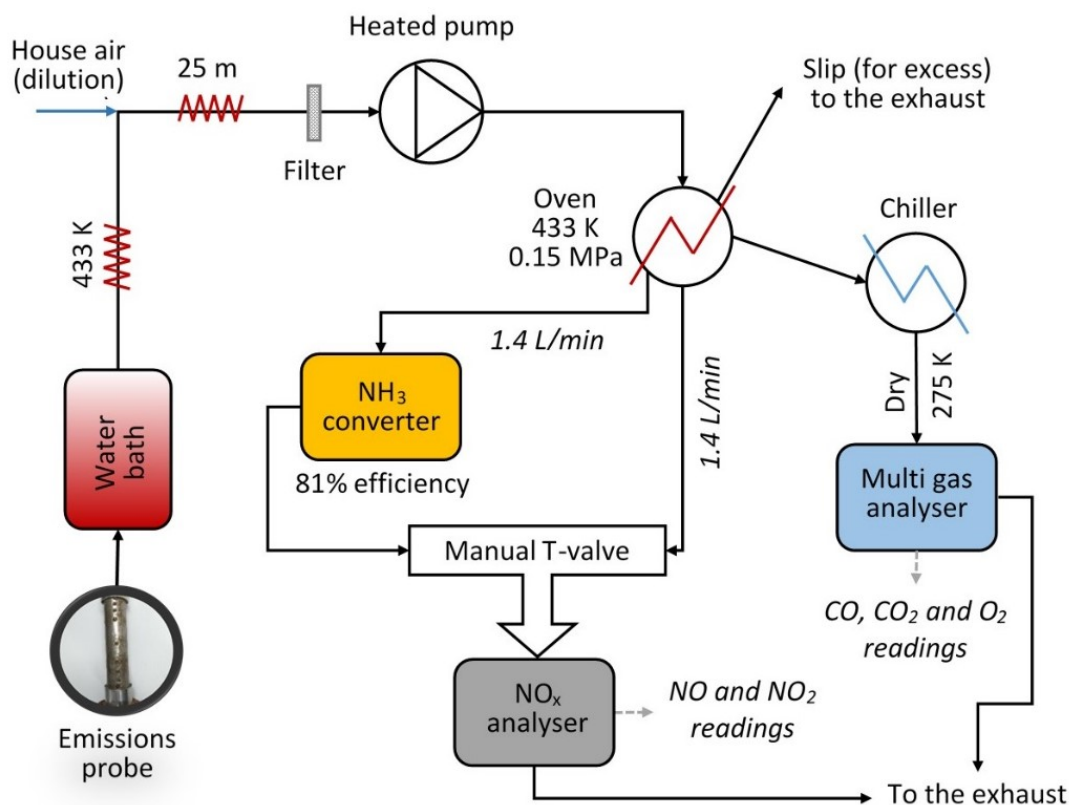 House air
(dilution)
25 m
Heated pump
Slip (for excess)
to the exhaust
Filter
433 K
Oven
433 K
0.15 MPa
Chiller
1.4 L/min
1.4 L/min
Dry
275 K
NH₃
converter
81% efficiency
Water
bath
Multi gas
analyser
Manual T-valve
CO, CO₂ and O₂
readings
NOₓ
analyser
NO and NO₂
readings
Emissions
probe
To the exhaust